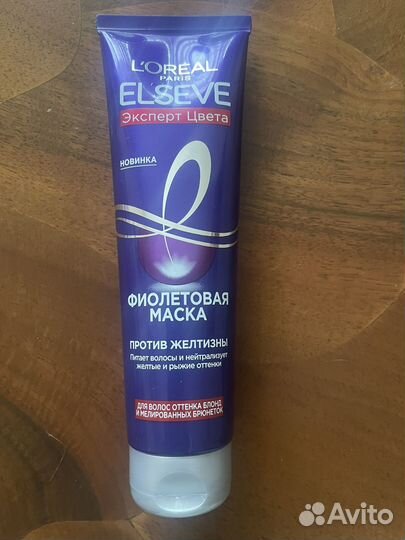 L'ORÉAL
PARIS
ELSEVE
Эксперт Цвета
НОВИНКА
ФИОЛЕТОВАЯ
МАСКА
ПРОТИВ ЖЕЛТИЗНЫ
Питает волосы и нейтрализует
желтые и рыжие оттенки
ДЛЯ ВОЛОС ОТТЕНКА БЛОНД
И МЕЛИРОВАННЫХ БРЮНЕТОК
Avito